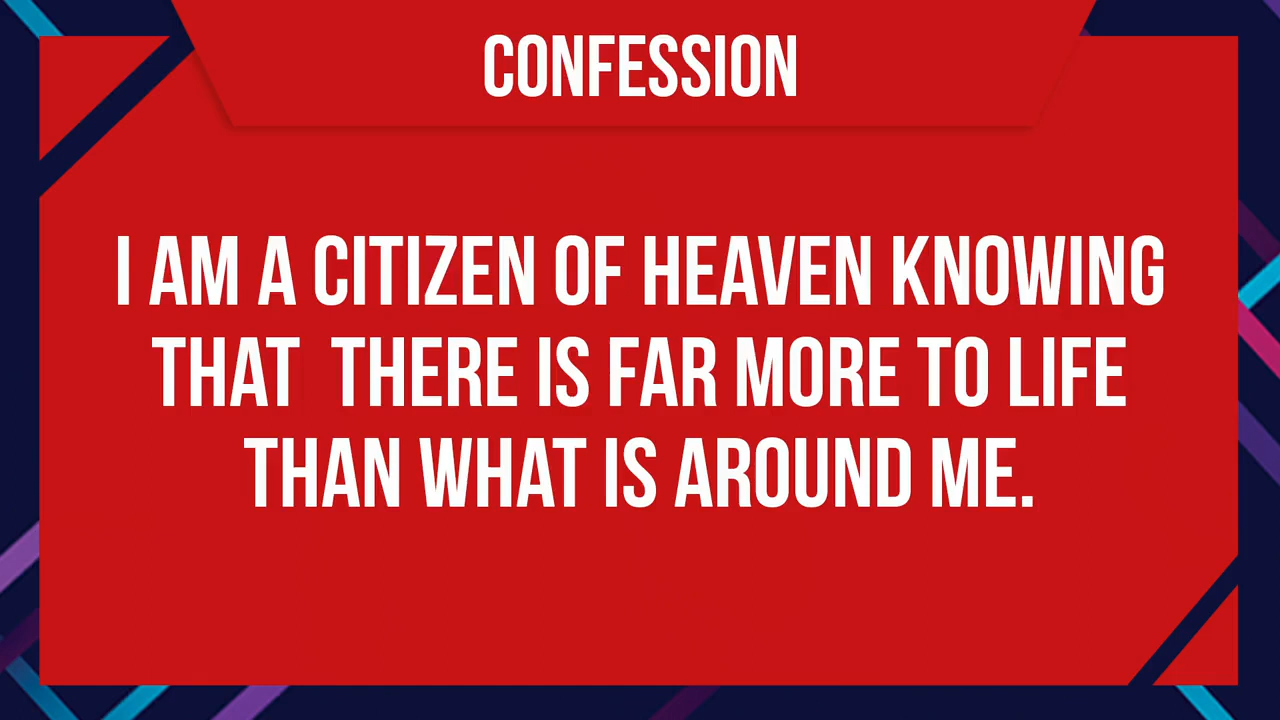 CONFESSION
I AM A CITIZEN OF HEAVEN KNOWING
THAT  THERE IS FAR MORE TO LIFE
THAN WHAT IS AROUND ME.